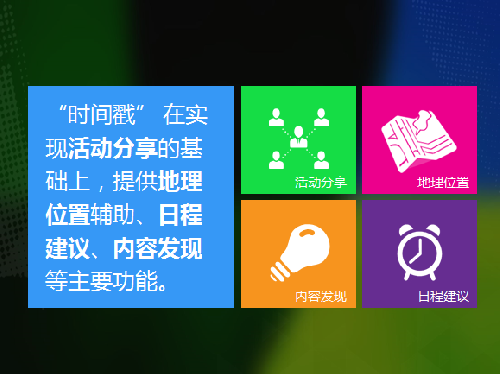 “时间戳” 在实
现活动分享的基
础上，提供地理
位置辅助、日程
建议、内容发现
等主要功能。
活动分享
地理位置
内容发现
日程建议